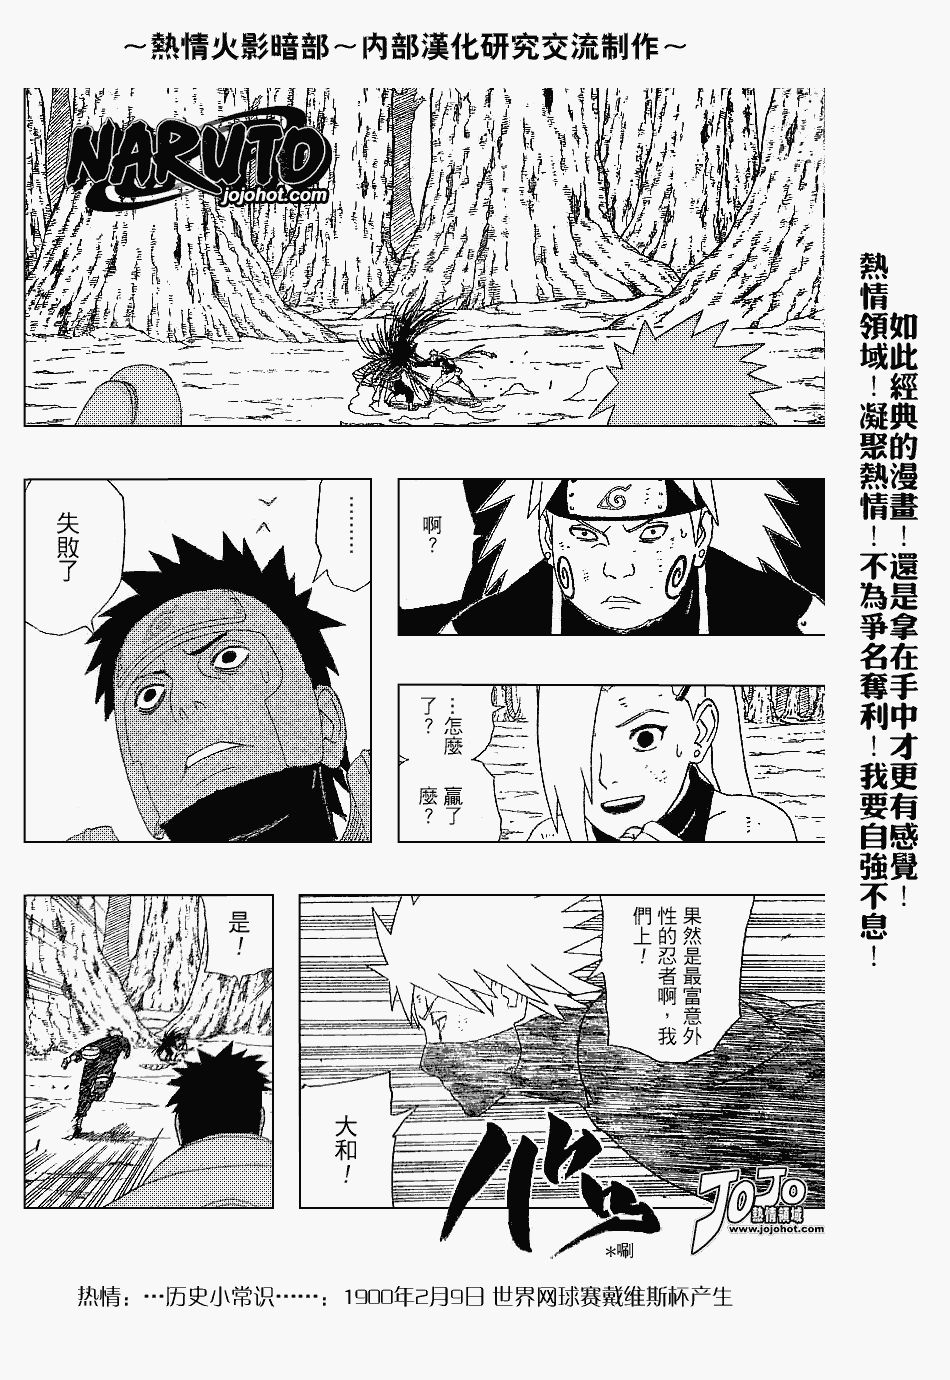 ~熱情火影暗部~内部漢化研究交流制作~
NARUTO
jojohot.com
如此經典的漫畫!還是拿在手中才更有感覺!
熱情領域!凝聚熱情!不為爭名奪利!我要自強不息!
啊?
………
失敗了
…怎麼
了?
贏了
麼?
果然是最富意外
性的忍者啊,我
們上!
大和!
バッ
*唰
是!
JOJO
熱情領域
www.jojohot.com
热情:…历史小常识……:1900年2月9日 世界网球赛戴维斯杯产生